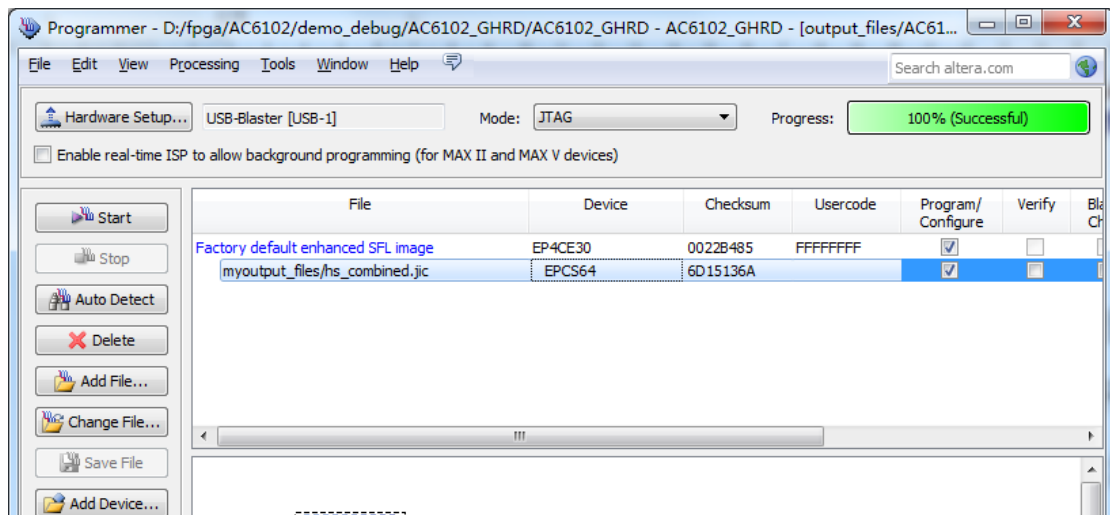 Programmer - D:/fpga/AC6102/demo_debug/AC6102_GHRD/AC6102_GHRD - AC6102_GHRD - [output_files/AC61...
File Edit View Processing Tools Window Help Search altera.com
Hardware Setup... USB-Blaster [USB-1] Mode: JTAG Progress: 100% (Successful)
Enable real-time ISP to allow background programming (for MAX II and MAX V devices)
File Device Checksum Usercode Program/ Verify Bla
Configure Ch
Start
Factory default enhanced SFL image EP4CE30 0022B485 FFFFFFFF
Stop
myoutput_files/hs_combined.jic EPCS64 6D15136A
Auto Detect
Delete
Add File...
Change File...
Save File
Add Device...